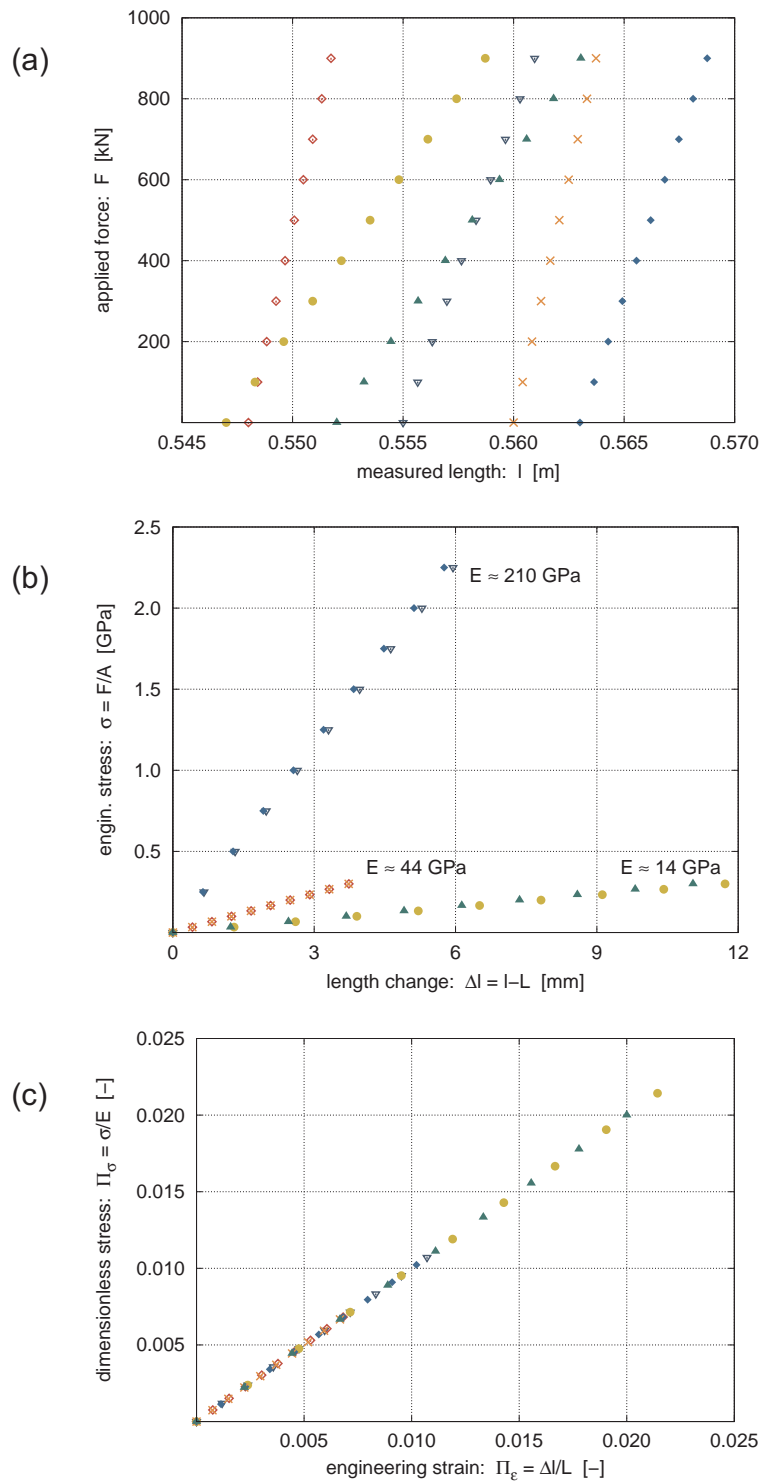 (a)
1000
800
600
400
200
applied force: F [kN]
0.545 0.550 0.555 0.560 0.565 0.570
measured length: l [m]
(b)
2.5
2.0
1.5
1.0
0.5
engin. stress: σ = F/A [GPa]
E ≈ 210 GPa
E ≈ 44 GPa
E ≈ 14 GPa
0 3 6 9 12
length change: Δl = l−L [mm]
(c)
0.025
0.020
0.015
0.010
0.005
dimensionless stress: Π_σ = σ/E [−]
0.005 0.010 0.015 0.020 0.025
engineering strain: Π_ε = Δl/L [−]